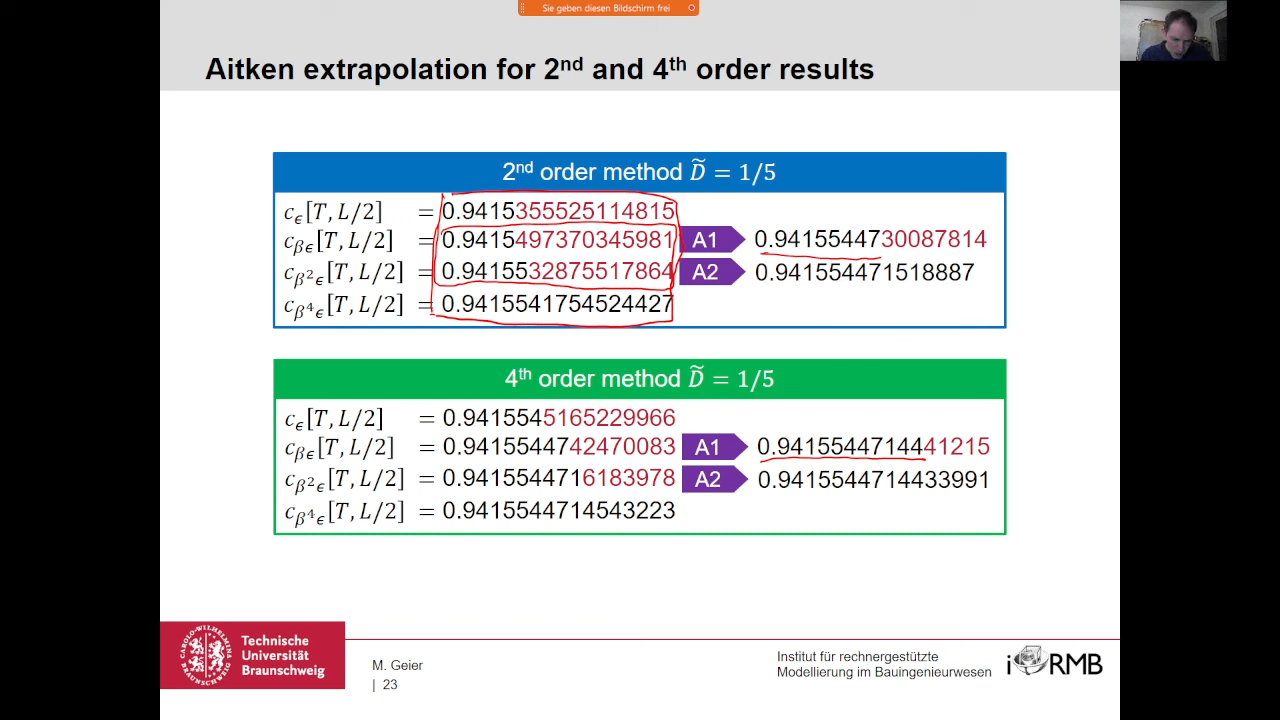 Sie geben diesen Bildschirm frei
Aitken extrapolation for 2nd and 4th order results
2nd order method D̃ = 1/5
c_ϵ[T, L/2] = 0.9415355525114815
c_βϵ[T, L/2] = 0.9415497370345981 A1 0.9415544730087814
c_β²ϵ[T, L/2] = 0.9415532875517864 A2 0.941554471518887
c_β⁴ϵ[T, L/2] = 0.9415541754524427
4th order method D̃ = 1/5
c_ϵ[T, L/2] = 0.9415545165229966
c_βϵ[T, L/2] = 0.9415544742470083 A1 0.9415544714441215
c_β²ϵ[T, L/2] = 0.9415544716183978 A2 0.9415544714433991
c_β⁴ϵ[T, L/2] = 0.9415544714543223
Technische
Universität
Braunschweig
M. Geier
| 23
Institut für rechnergestützte
Modellierung im Bauingenieurwesen
iRMB